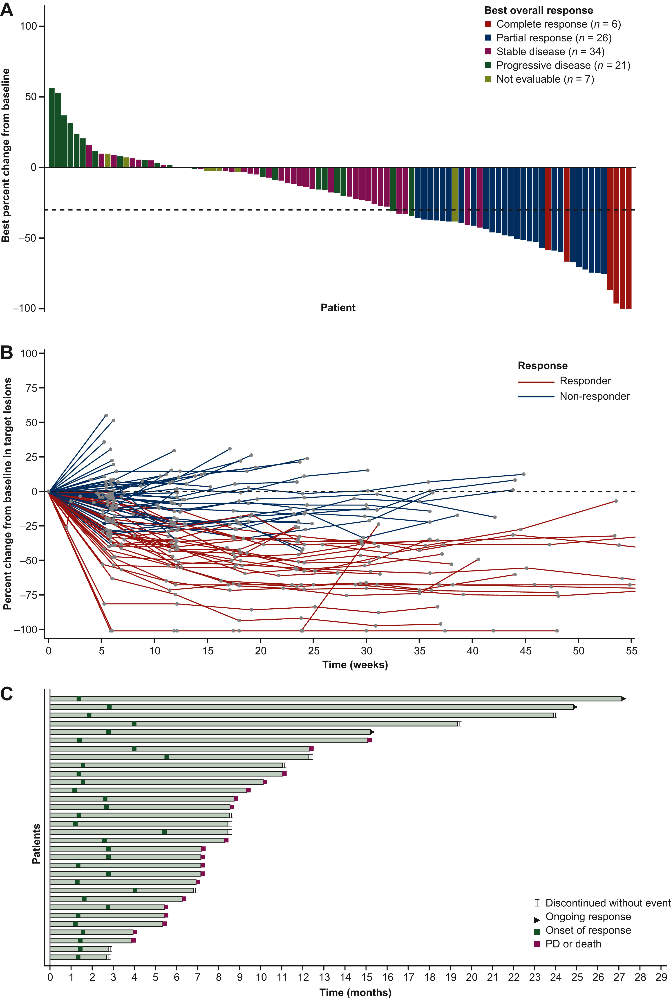 A
Best overall response
Complete response (n = 6)
Partial response (n = 26)
Stable disease (n = 34)
Progressive disease (n = 21)
Not evaluable (n = 7)
Best percent change from baseline
100
50
0
–50
–100
Patient
B
Response
Responder
Non-responder
Percent change from baseline in target lesions
100
75
50
25
0
–25
–50
–75
–100
0 5 10 15 20 25 30 35 40 45 50 55
Time (weeks)
C
Patients
Discontinued without event
Ongoing response
Onset of response
PD or death
0 1 2 3 4 5 6 7 8 9 10 11 12 13 14 15 16 17 18 19 20 21 22 23 24 25 26 27 28 29
Time (months)